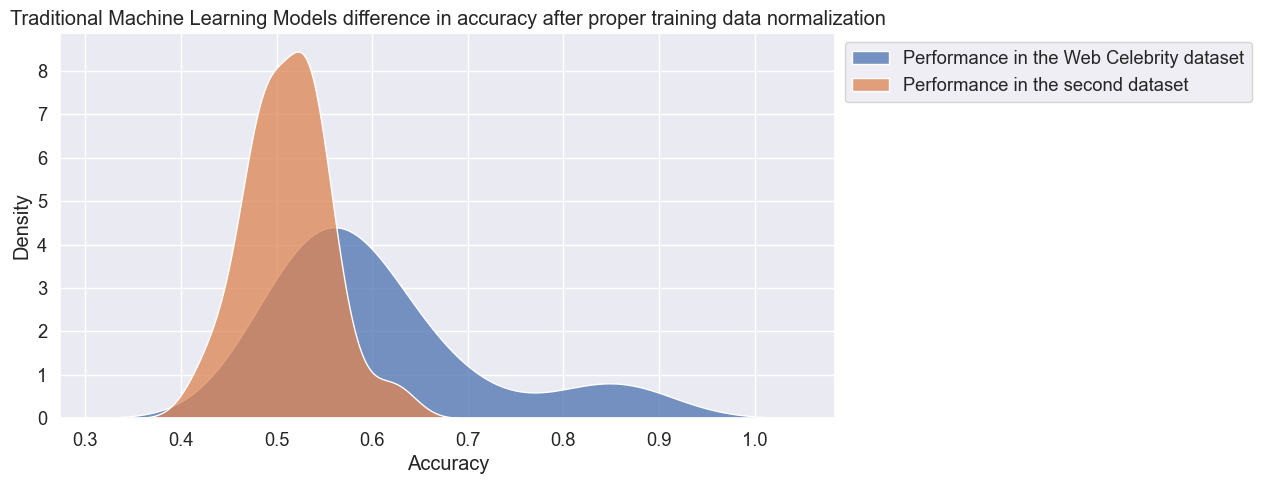 Traditional Machine Learning Models difference in accuracy after proper training data normalization
Performance in the Web Celebrity dataset
Performance in the second dataset
8
7
6
5
4
3
2
1
0
Density
0.3 0.4 0.5 0.6 0.7 0.8 0.9 1.0
Accuracy